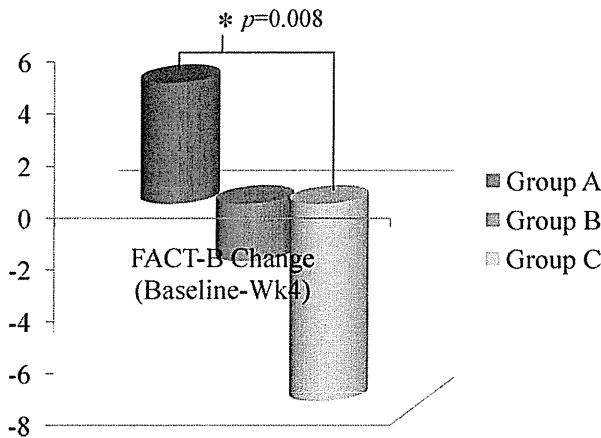 * p=0.008
6
4
2
0
-2
-4
-6
-8
FACT-B Change
(Baseline-Wk4)
Group A
Group B
Group C